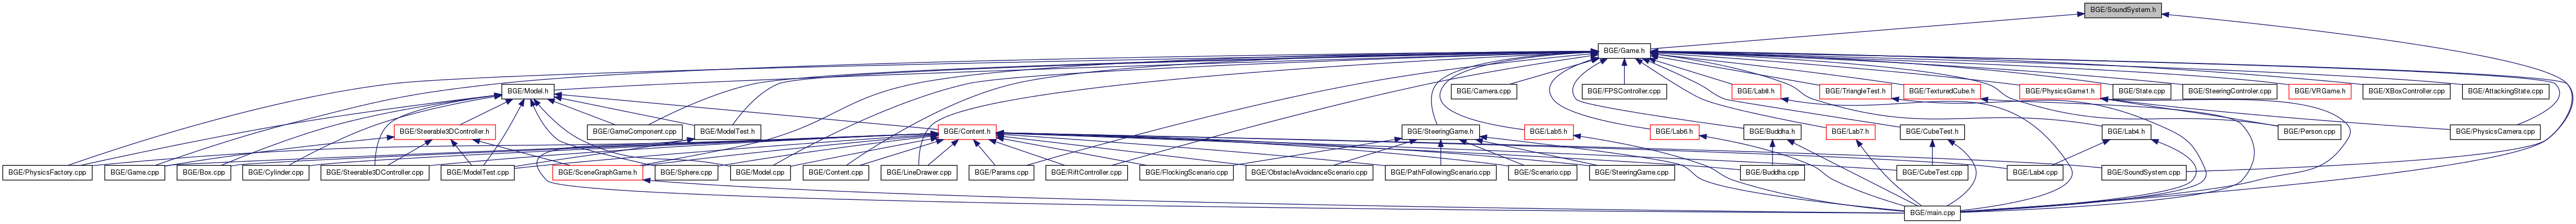 BGE/SoundSystem.h
BGE/Game.h
BGE/Model.h
BGE/Camera.cpp
BGE/FPSController.cpp
BGE/Lab8.h
BGE/TriangleTest.h
BGE/TexturedCube.h
BGE/PhysicsGame1.h
BGE/State.cpp
BGE/SteeringControler.cpp
BGE/VRGame.h
BGE/XBoxController.cpp
BGE/AttackingState.cpp
BGE/Steerable3DController.h
BGE/GameComponent.cpp
BGE/ModelTest.h
BGE/Content.h
BGE/SteeringGame.h
BGE/Lab5.h
BGE/Lab6.h
BGE/Buddha.h
BGE/Lab7.h
BGE/CubeTest.h
BGE/Lab4.h
BGE/Person.cpp
BGE/PhysicsCamera.cpp
BGE/PhysicsFactory.cpp
BGE/Game.cpp
BGE/Box.cpp
BGE/Cylinder.cpp
BGE/Steerable3DController.cpp
BGE/ModelTest.cpp
BGE/SceneGraphGame.h
BGE/Sphere.cpp
BGE/Model.cpp
BGE/Content.cpp
BGE/LineDrawer.cpp
BGE/Params.cpp
BGE/RiftController.cpp
BGE/FlockingScenario.cpp
BGE/ObstacleAvoidanceScenario.cpp
BGE/PathFollowingScenario.cpp
BGE/Scenario.cpp
BGE/SteeringGame.cpp
BGE/Buddha.cpp
BGE/CubeTest.cpp
BGE/Lab4.cpp
BGE/SoundSystem.cpp
BGE/main.cpp